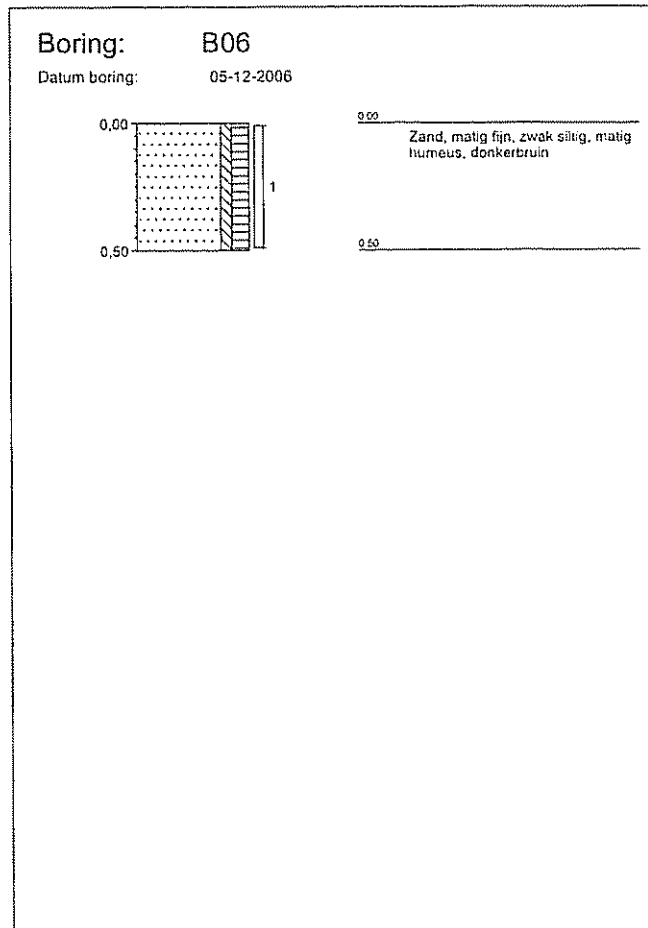 Boring: B06
Datum boring: 05-12-2006
0,00
0,50
1
0.00
Zand, matig fijn, zwak siltig, matig
humeus, donkerbruin
0.50